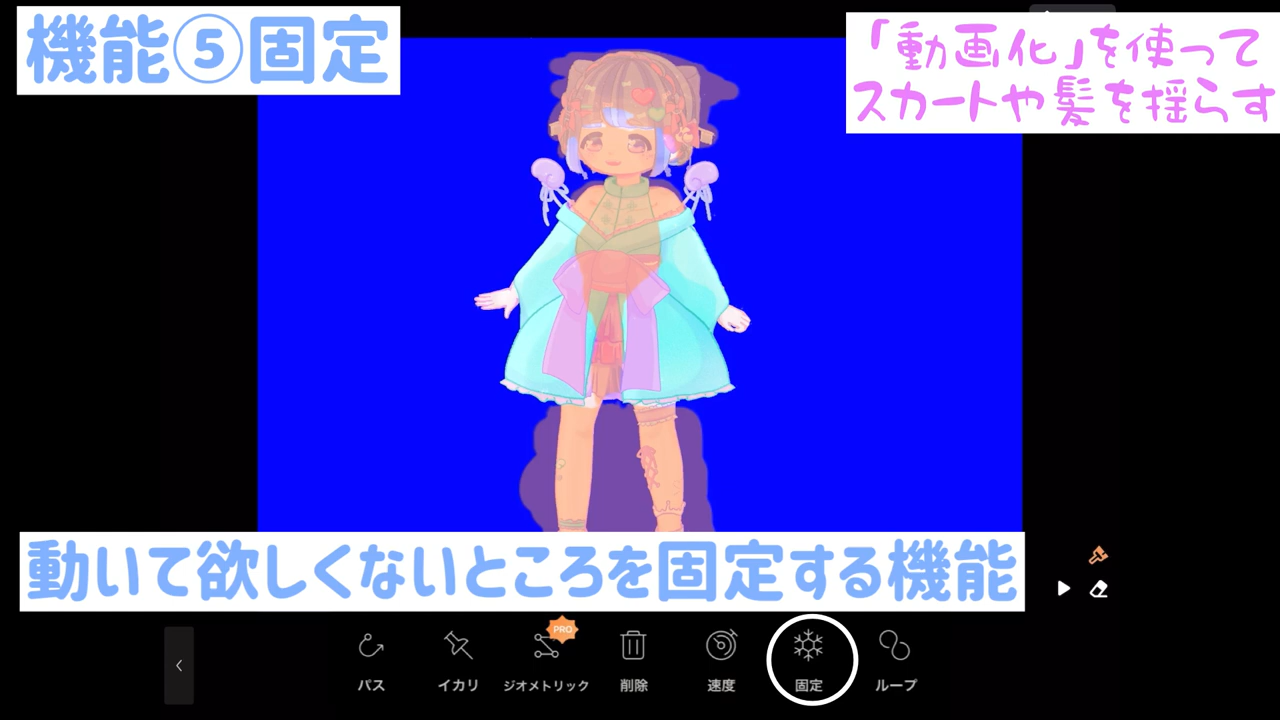 機能⑤固定
「動画化」を使って
スカートや髪を揺らす
動いて欲しくないところを固定する機能
PRO
パス
イカリ
ジオメトリック
削除
速度
固定
ループ